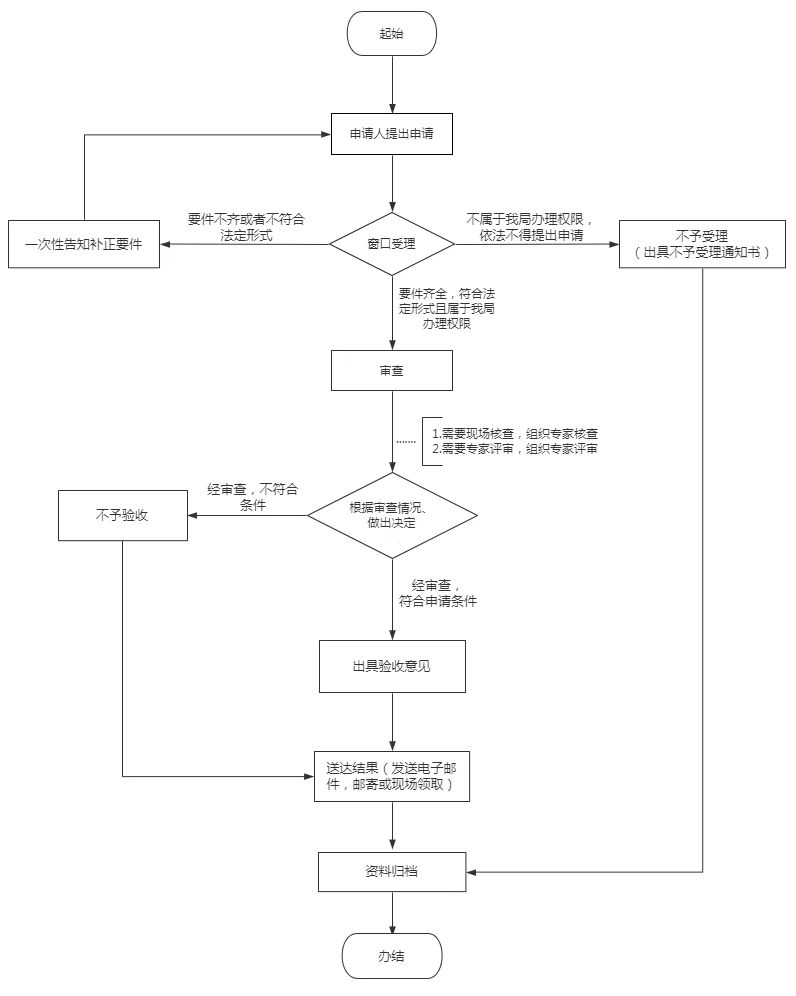 起始
申请人提出申请
要件不齐或者不符合
法定形式
不属于我局办理权限，
依法不得提出申请
一次性告知补正要件
窗口受理
不予受理
（出具不予受理通知书）
要件齐全，符合法
定形式且属于我局
办理权限
审查
.......
1.需要现场核查，组织专家核查
2.需要专家评审，组织专家评审
经审查，不符合
条件
不予验收
根据审查情况、
做出决定
经审查，
符合申请条件
出具验收意见
送达结果（发送电子邮
件，邮寄或现场领取）
资料归档
办结